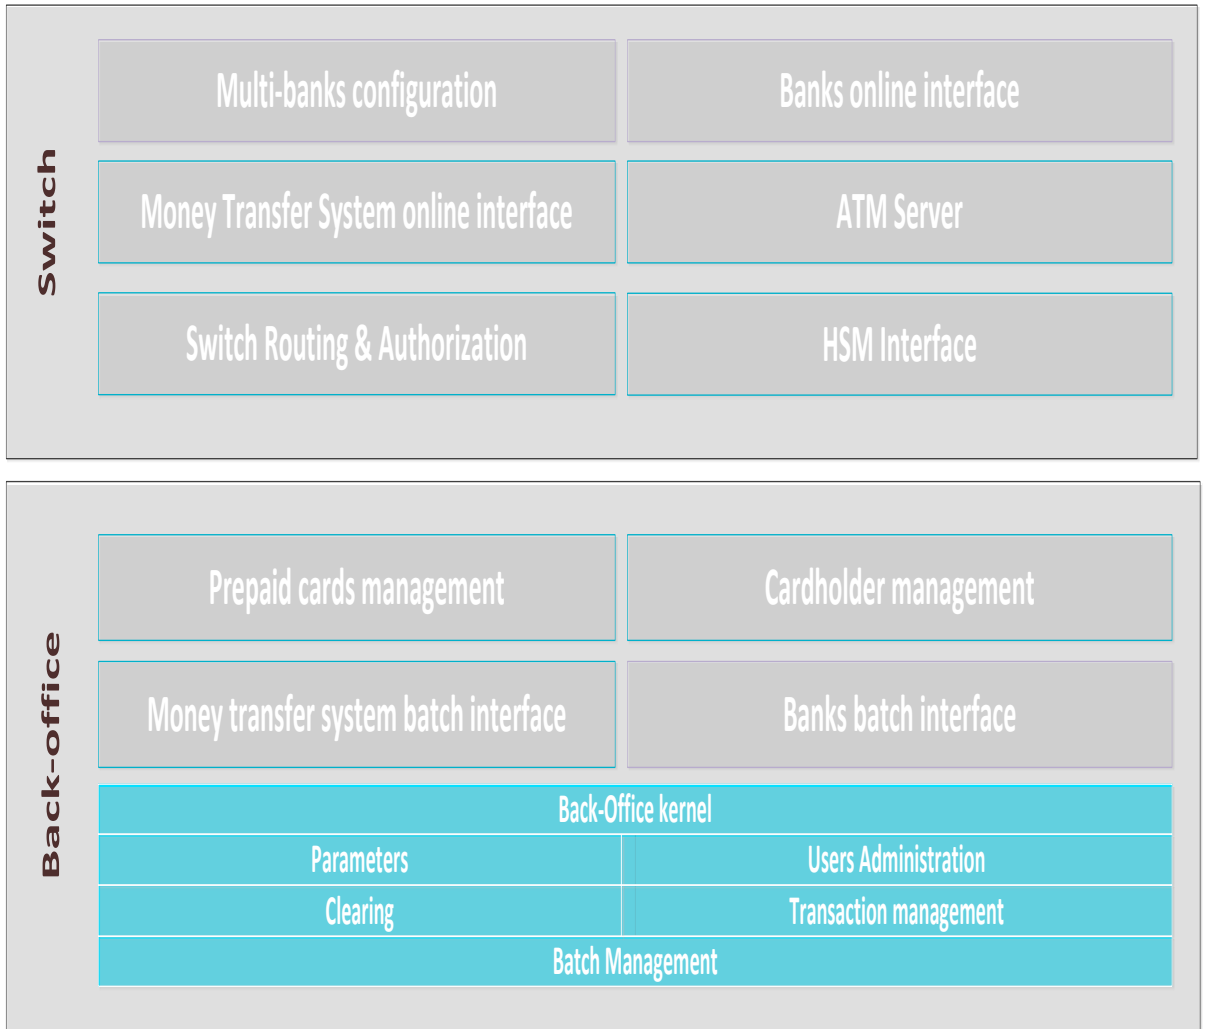 Switch
Multi-banks configuration
Banks online interface
Money Transfer System online interface
ATM Server
Switch Routing & Authorization
HSM Interface
Back-office
Prepaid cards management
Cardholder management
Money transfer system batch interface
Banks batch interface
Back-Office kernel
Parameters
Users Administration
Clearing
Transaction management
Batch Management